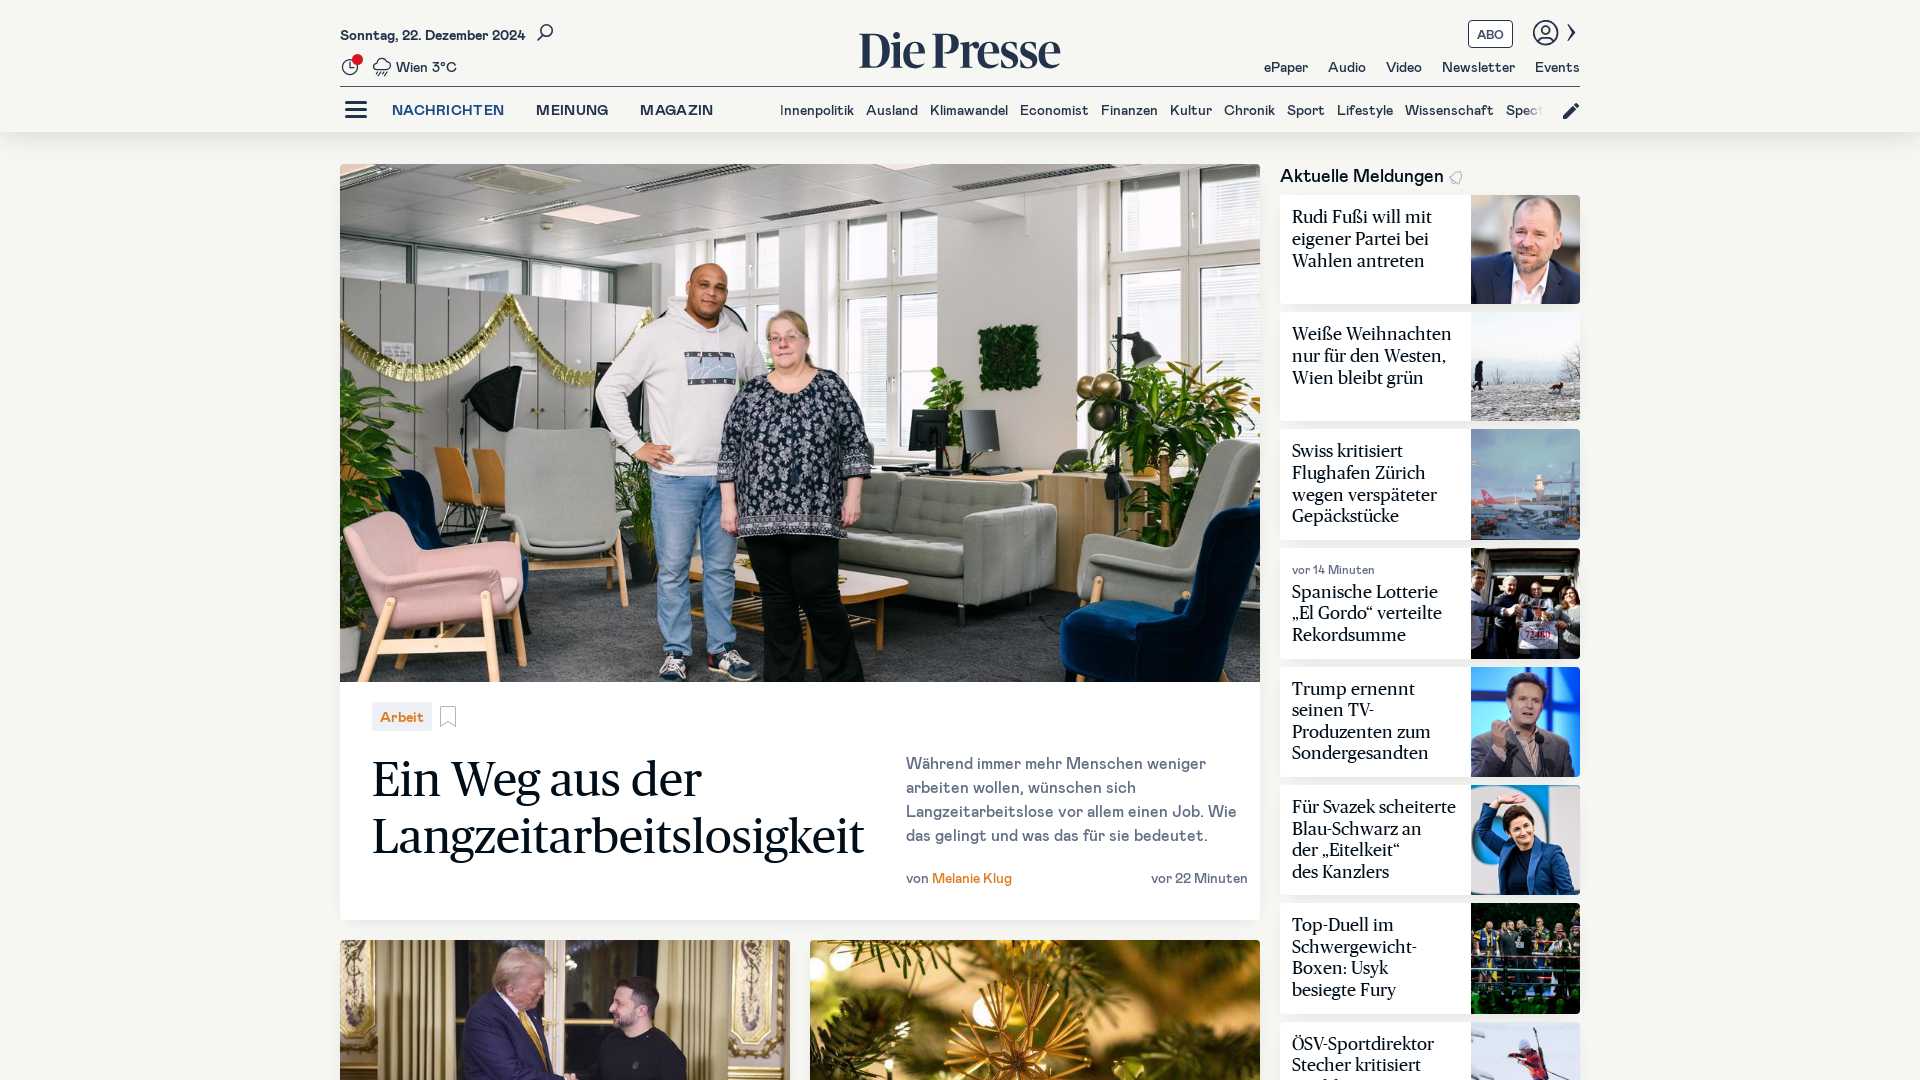 Sonntag, 22. Dezember 2024
Wien 3°C
Die Presse
ABO
ePaper
Audio
Video
Newsletter
Events
NACHRICHTEN
MEINUNG
MAGAZIN
Innenpolitik
Ausland
Klimawandel
Economist
Finanzen
Kultur
Chronik
Sport
Lifestyle
Wissenschaft
Arbeit
Ein Weg aus der
Langzeitarbeitslosigkeit
Während immer mehr Menschen weniger
arbeiten wollen, wünschen sich
Langzeitarbeitslose vor allem einen Job. Wie
das gelingt und was das für sie bedeutet.
von Melanie Klug
vor 22 Minuten
Aktuelle Meldungen
Rudi Fußi will mit
eigener Partei bei
Wahlen antreten
Weiße Weihnachten
nur für den Westen,
Wien bleibt grün
Swiss kritisiert
Flughafen Zürich
wegen verspäteter
Gepäckstücke
vor 14 Minuten
Spanische Lotterie
„El Gordo“ verteilte
Rekordsumme
Trump ernennt
seinen TV-
Produzenten zum
Sondergesandten
Für Svazek scheiterte
Blau-Schwarz an
der „Eitelkeit“
des Kanzlers
Top-Duell im
Schwergewicht-
Boxen: Usyk
besiegte Fury
ÖSV-Sportdirektor
Stecher kritisiert